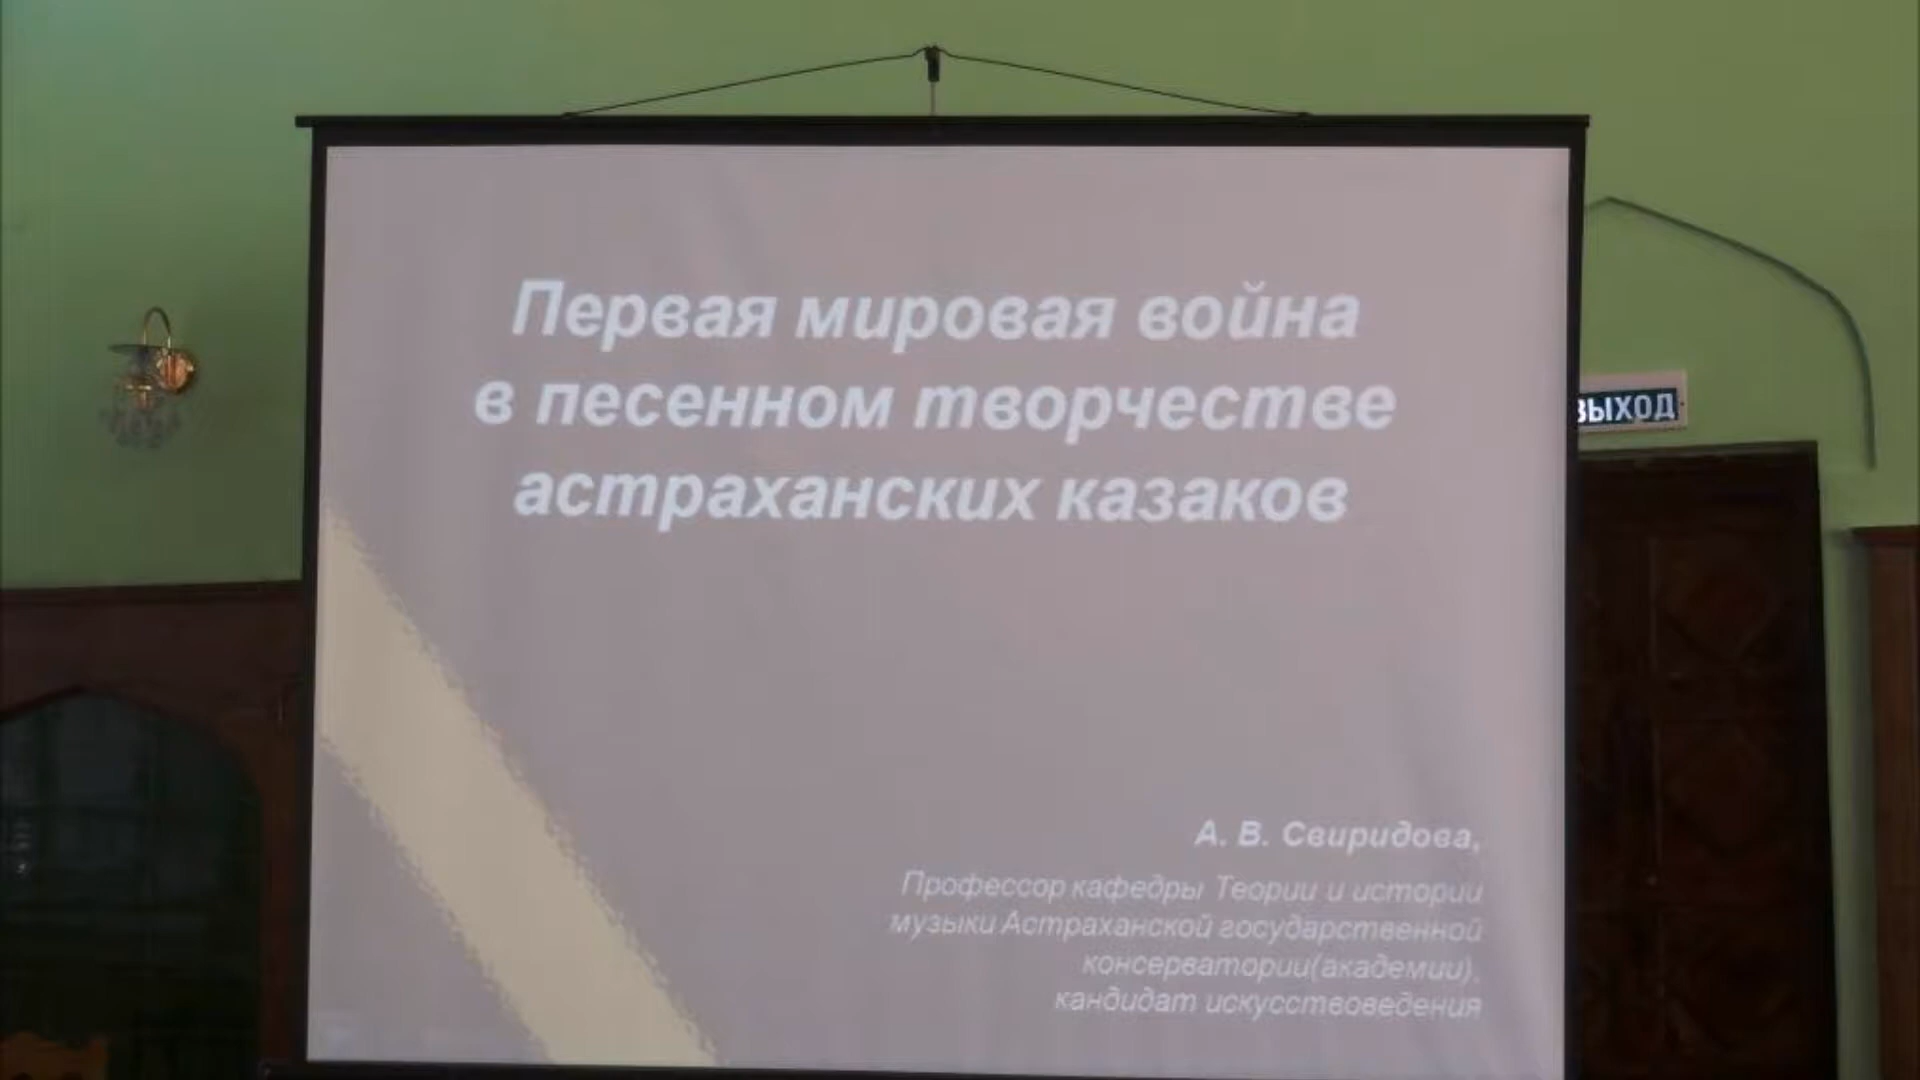 Первая мировая война
в песенном творчестве
астраханских казаков
ВЫХОД
А. В. Свиридова,
Профессор кафедры Теории и истории
музыки Астраханской государственной
консерватории(академии),
кандидат искусствоведения